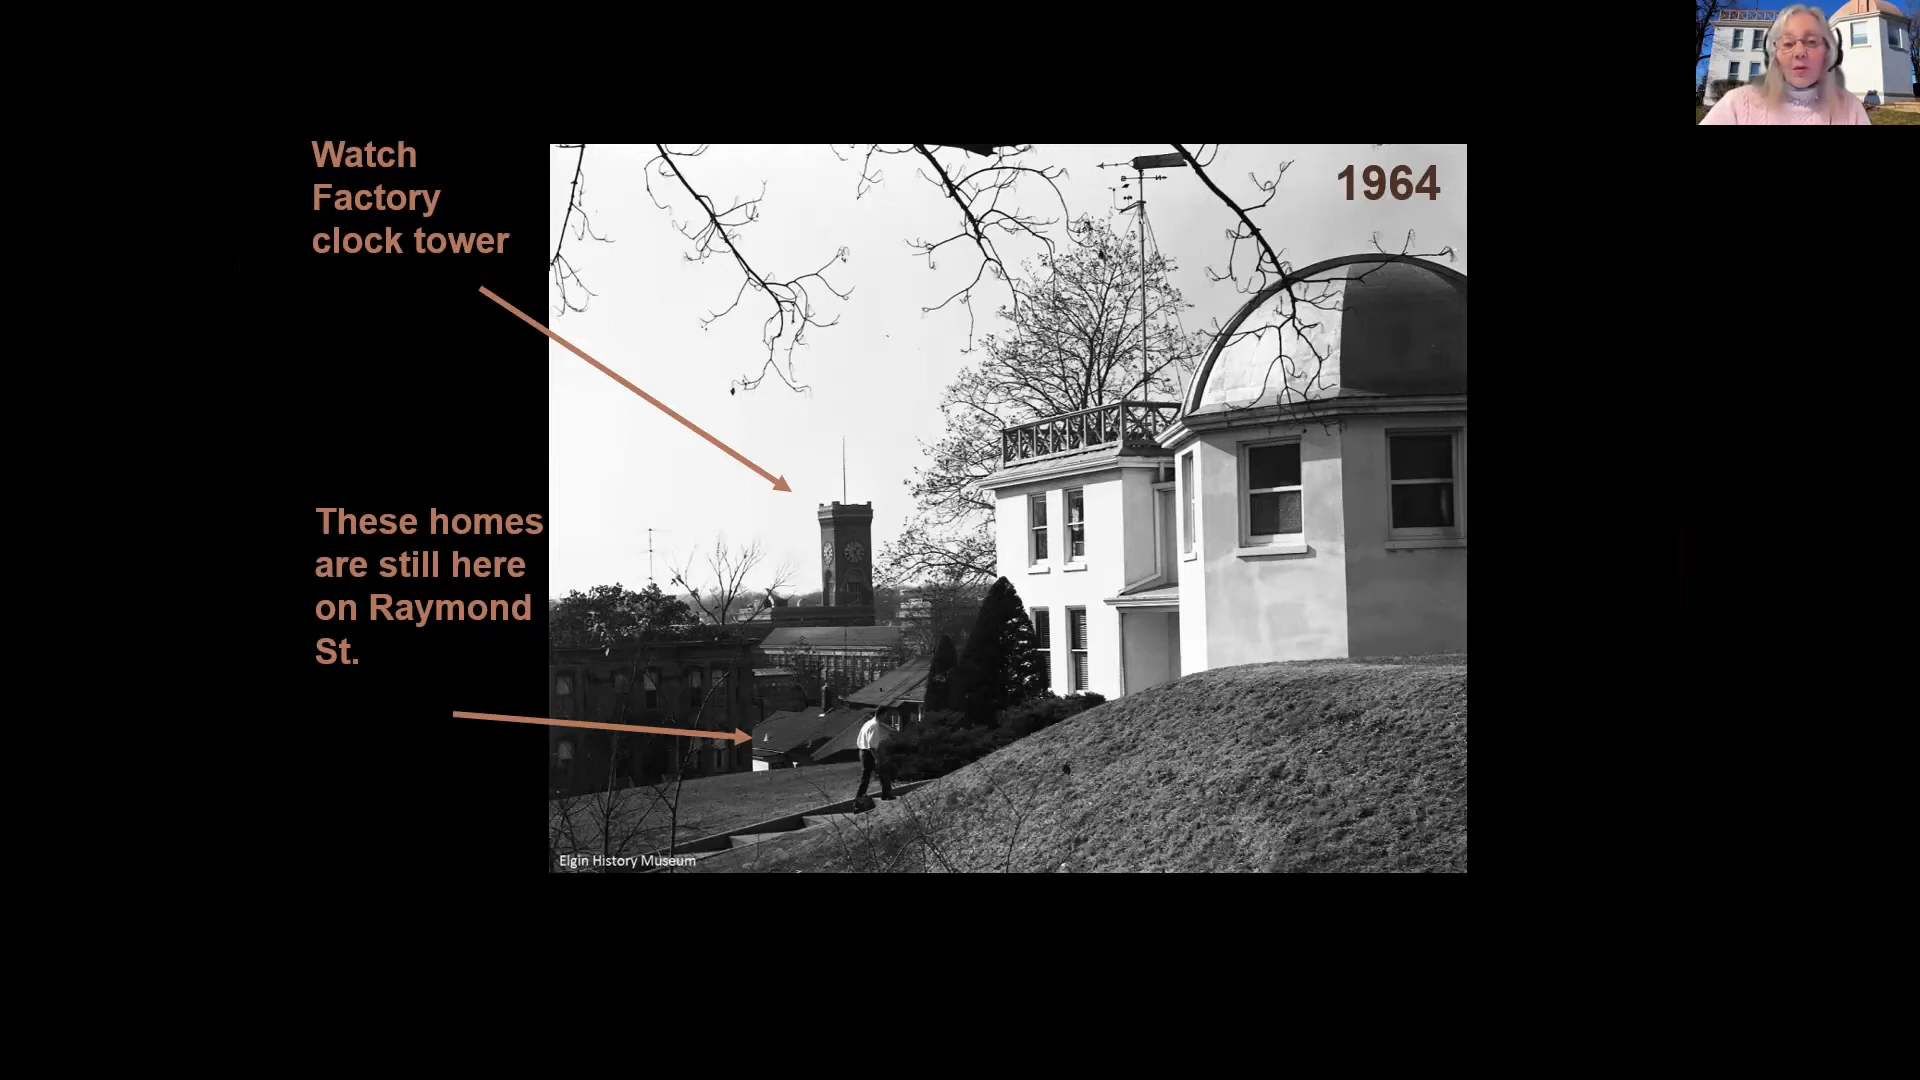 Watch
Factory
clock tower
1964
These homes
are still here
on Raymond
St.
Elgin History Museum